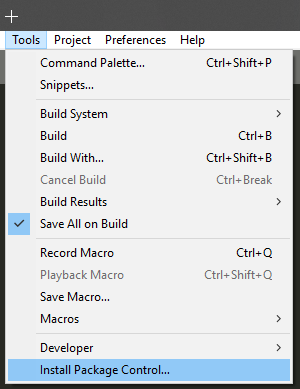 Tools Project Preferences Help
Command Palette... Ctrl+Shift+P
Snippets...
Build System
Build Ctrl+B
Build With... Ctrl+Shift+B
Cancel Build Ctrl+Break
Build Results
Save All on Build
Record Macro Ctrl+Q
Playback Macro Ctrl+Shift+Q
Save Macro...
Macros
Developer
Install Package Control...